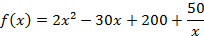 f(x) = 2x² − 30x + 200 + 50/x